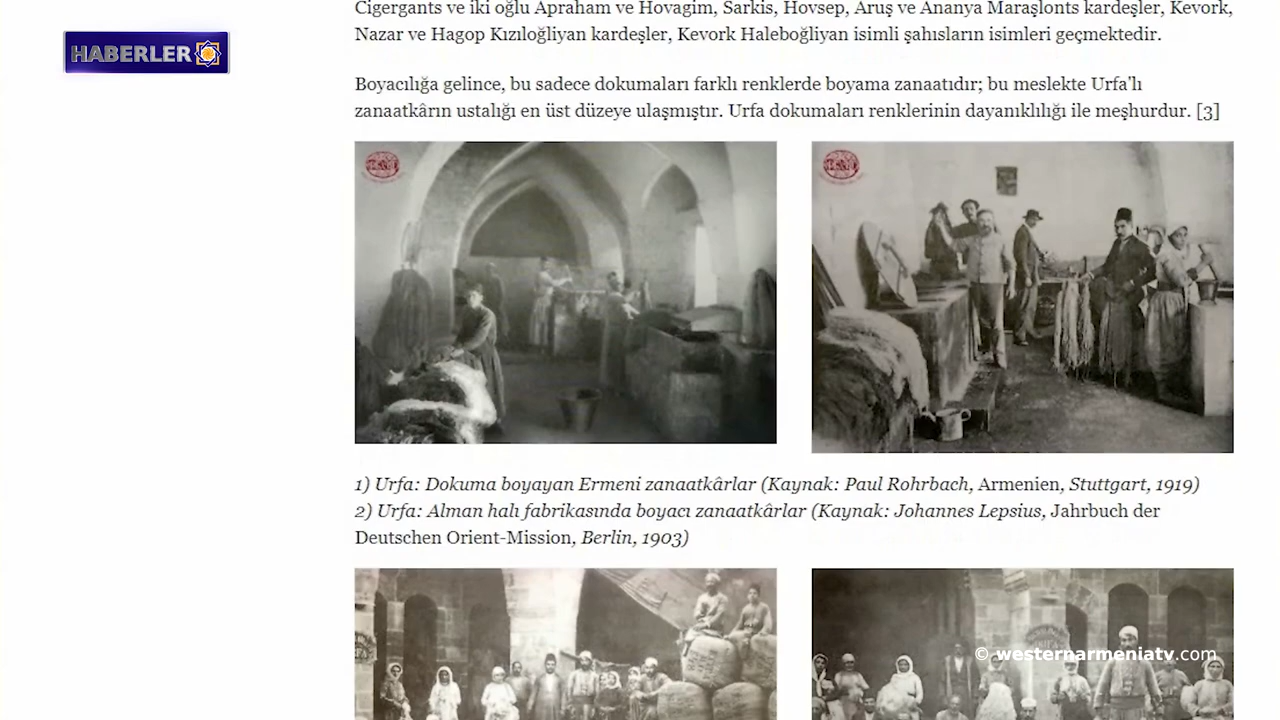 Cigergants ve iki oğlu Apraham ve Hovagim, Sarkis, Hovsep, Aruş ve Ananya Maraşlonts kardeşler, Kevork,
HABERLER
Nazar ve Hagop Kızıloğliyan kardeşler, Kevork Haleboğliyan isimli şahısların isimleri geçmektedir.
Boyacılığa gelince, bu sadece dokumaları farklı renklerde boyama zanaatıdır; bu meslekte Urfa'lı
zanaatkârın ustalığı en üst düzeye ulaşmıştır. Urfa dokumaları renklerinin dayanıklılığı ile meşhurdur. [3]
1) Urfa: Dokuma boyayan Ermeni zanaatkârlar (Kaynak: Paul Rohrbach, Armenien, Stuttgart, 1919)
2) Urfa: Alman halı fabrikasında boyacı zanaatkârlar (Kaynak: Johannes Lepsius, Jahrbuch der
Deutschen Orient-Mission, Berlin, 1903)
© westernarmeniatv.com